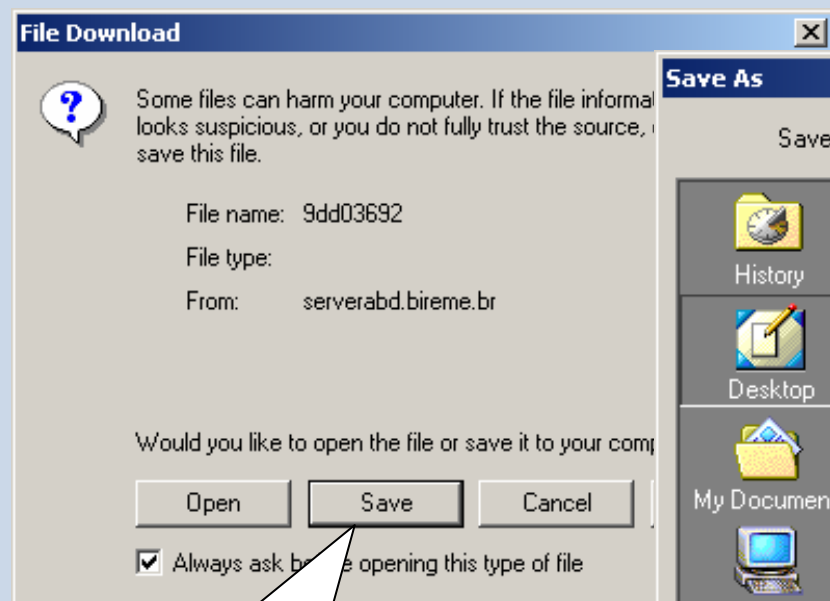 File Download
Some files can harm your computer. If the file informa
looks suspicious, or you do not fully trust the source,
save this file.
File name: 9dd03692
File type:
From: serverabd.bireme.br
Would you like to open the file or save it to your comp
Open
Save
Cancel
Always ask opening this type of file
Save As
Save
History
Desktop
My Documen